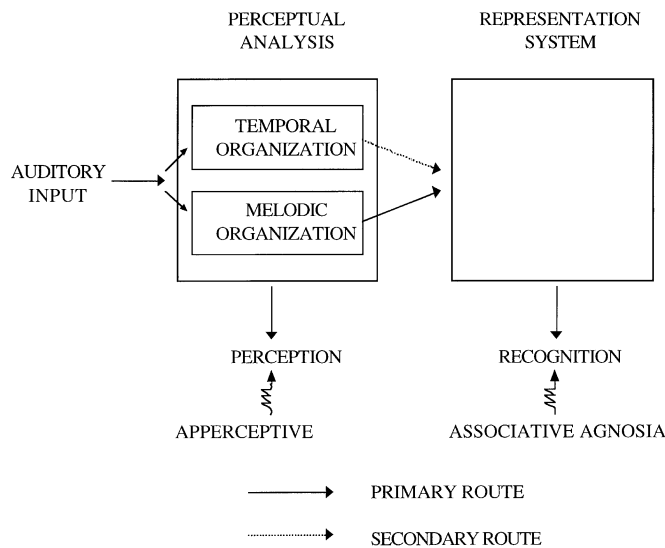 PERCEPTUAL
ANALYSIS
REPRESENTATION
SYSTEM
TEMPORAL
ORGANIZATION
AUDITORY
INPUT
MELODIC
ORGANIZATION
PERCEPTION
RECOGNITION
APPERCEPTIVE
ASSOCIATIVE AGNOSIA
PRIMARY ROUTE
SECONDARY ROUTE